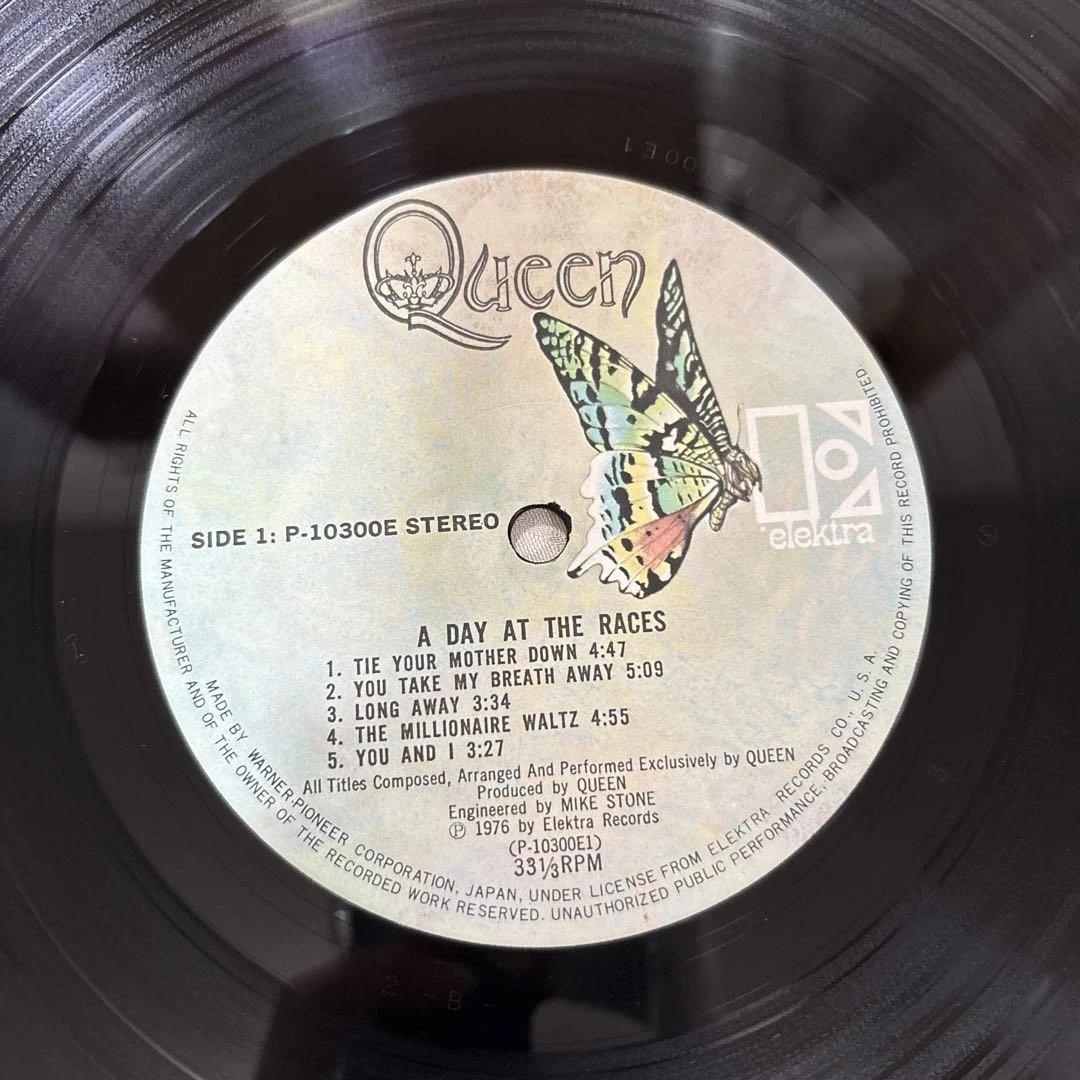 Queen
elektra
SIDE 1: P-10300E STEREO
A DAY AT THE RACES
1. TIE YOUR MOTHER DOWN 4:47
2. YOU TAKE MY BREATH AWAY 5:09
3. LONG AWAY 3:34
4. THE MILLIONAIRE WALTZ 4:55
5. YOU AND I 3:27
All Titles Composed, Arranged And Performed Exclusively by QUEEN
Produced by QUEEN
Engineered by MIKE STONE
Ⓟ 1976 by Elektra Records
(P-10300E1)
33⅓RPM
MADE BY WARNER-PIONEER CORPORATION, JAPAN, UNDER LICENSE FROM ELEKTRA RECORDS CO., U. S. A.
ALL RIGHTS OF THE MANUFACTURER AND OF THE OWNER OF THE RECORDED WORK RESERVED. UNAUTHORIZED PUBLIC PERFORMANCE, BROADCASTING AND COPYING OF THIS RECORD PROHIBITED.
2-B-